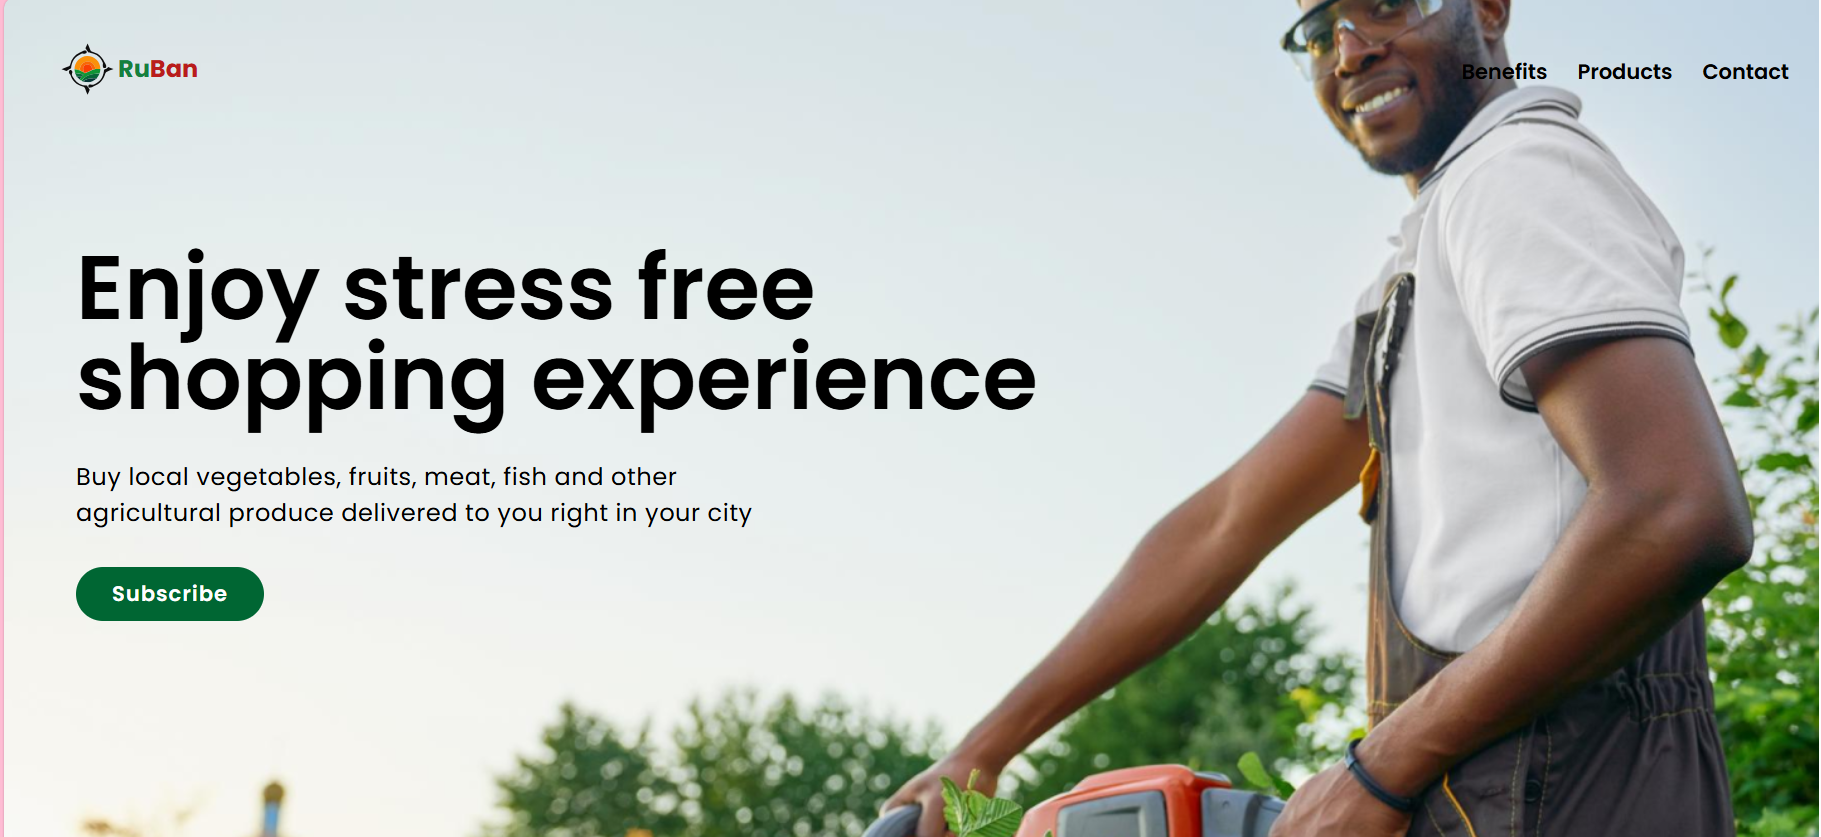 RuBan
Benefits Products Contact
Enjoy stress free
shopping experience
Buy local vegetables, fruits, meat, fish and other
agricultural produce delivered to you right in your city
Subscribe